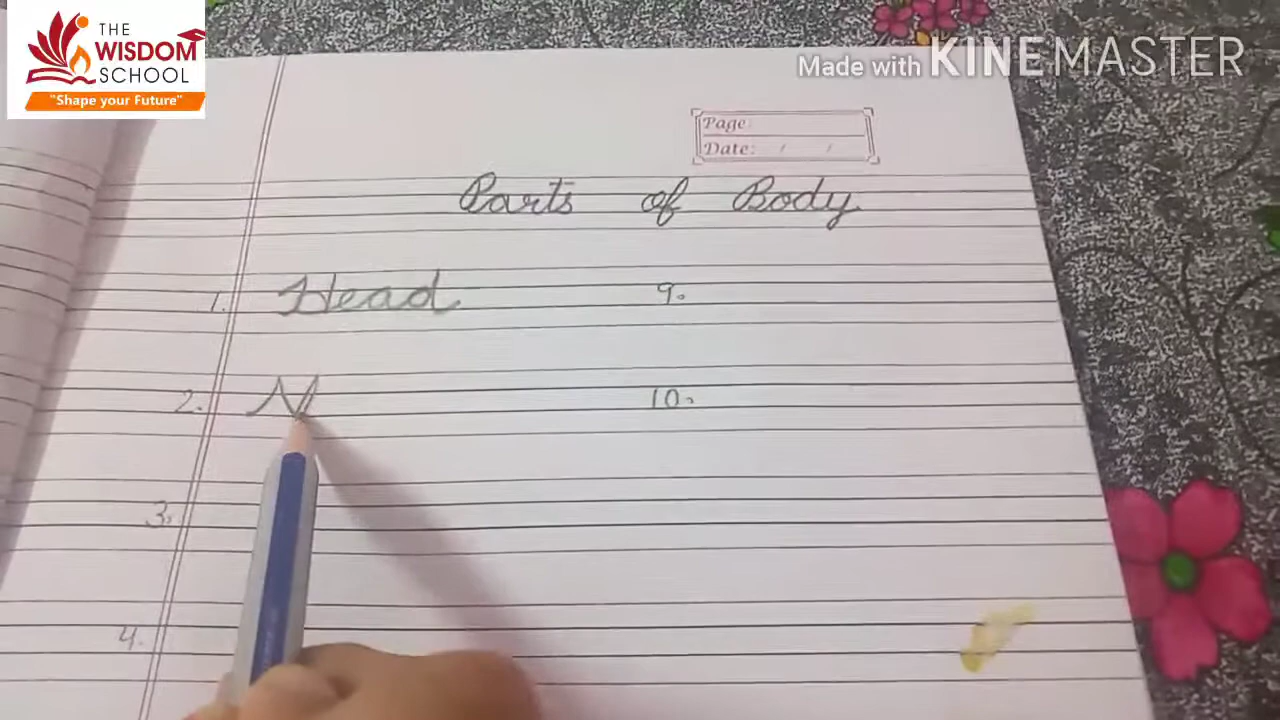 THE
WISDOM
SCHOOL
"Shape your Future"
Made with KINEMASTER
Page:
Date: / /
Parts of Body
1. Head
9.
2. N
10.
3.
4.